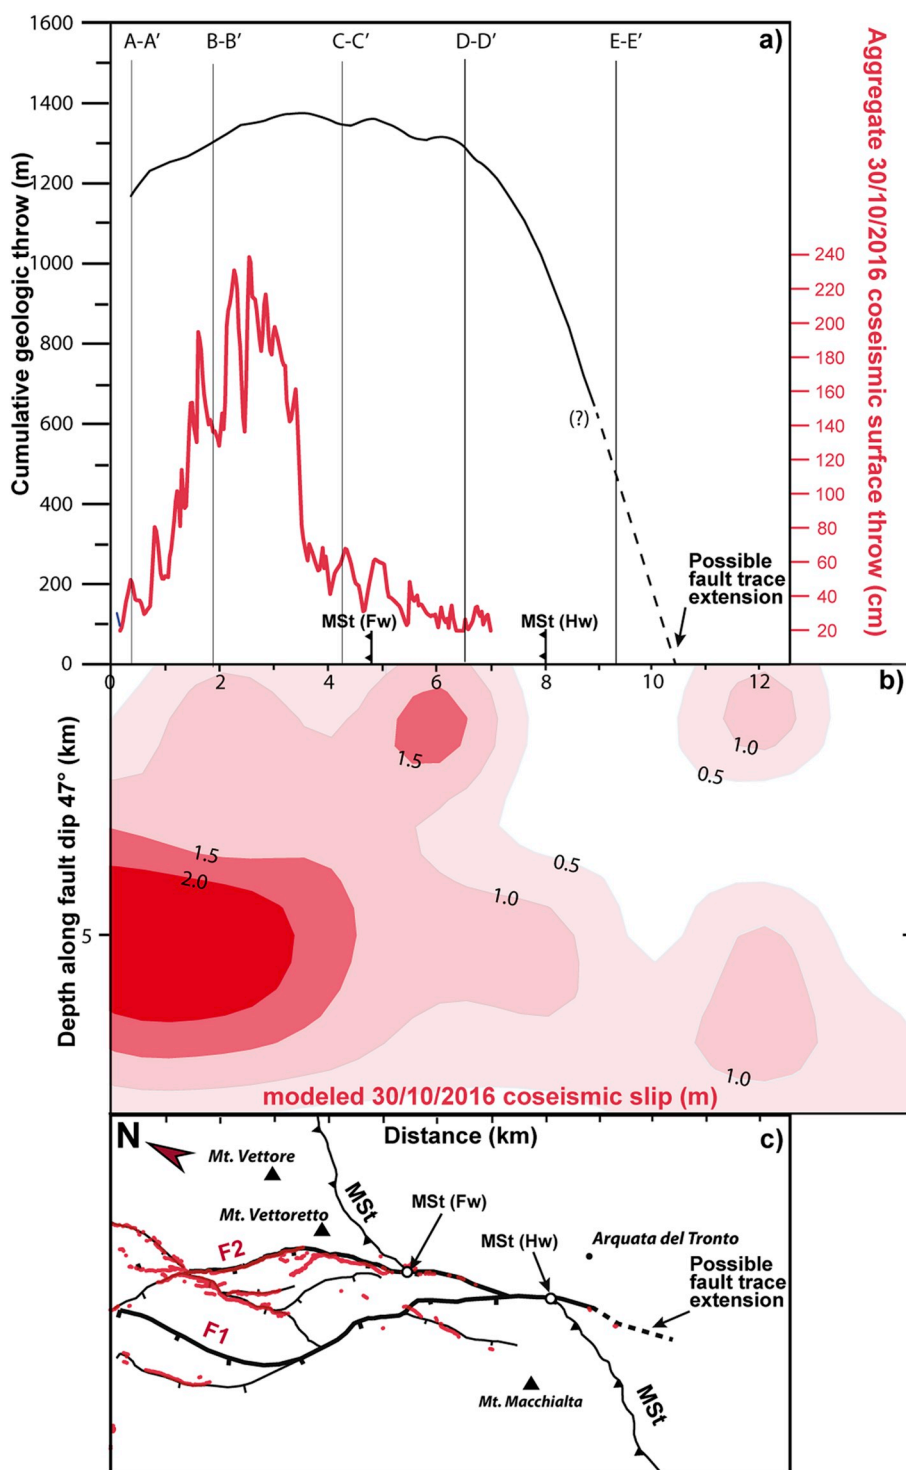 1600
1400
1200
1000
800
600
400
200
0
Cumulative geologic throw (m)
A-A’
B-B’
C-C’
D-D’
E-E’
a)
240
220
200
180
160
140
120
100
80
60
40
20
Aggregate 30/10/2016 coseismic surface throw (cm)
(?)
Possible
fault trace
extension
MSt (Fw)
MSt (Hw)
0
2
4
6
8
10
12
b)
Depth along fault dip 47° (km)
5
1.5
1.0
0.5
1.5
2.0
0.5
1.0
1.0
modeled 30/10/2016 coseismic slip (m)
N
Distance (km)
c)
Mt. Vettore
MSt
MSt (Fw)
Mt. Vettoretto
F2
MSt (Hw)
Arquata del Tronto
Possible
fault trace
extension
F1
Mt. Macchialta
MSt